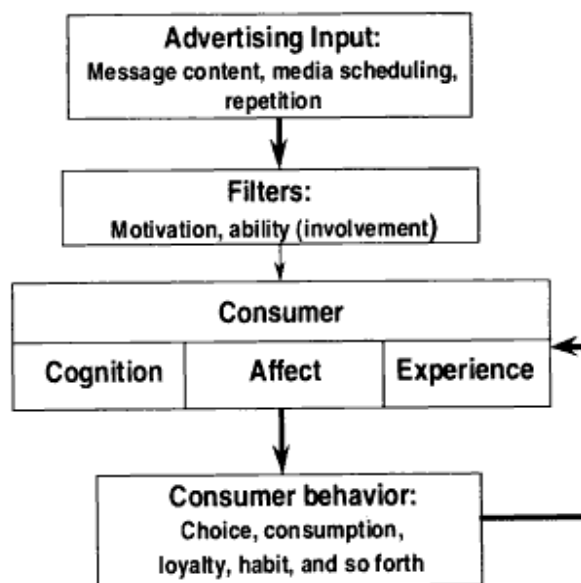 Advertising Input:
Message content, media scheduling,
repetition
Filters:
Motivation, ability (involvement)
Consumer
Cognition Affect Experience
Consumer behavior:
Choice, consumption,
loyalty, habit, and so forth